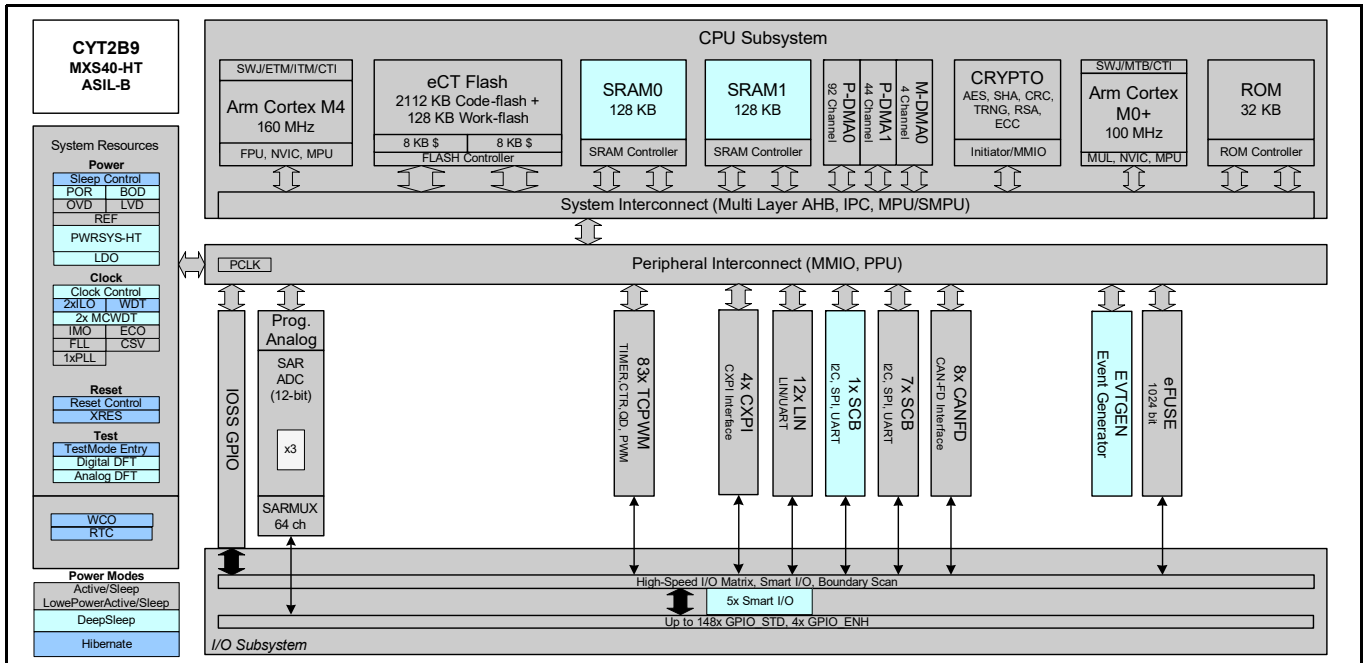 CYT2B9
MXS40-HT
ASIL-B
System Resources
Power
Sleep Control
POR BOD
OVD LVD
REF
PWRSYS-HT
LDO
Clock
Clock Control
2xILO WDT
2x MCWDT
IMO ECO
FLL CSV
1xPLL
Reset
Reset Control
XRES
Test
TestMode Entry
Digital DFT
Analog DFT
WCO
RTC
Power Modes
Active/Sleep
LowePowerActive/Sleep
DeepSleep
Hibernate
CPU Subsystem
SWJ/ETM/ITM/CTI
Arm Cortex M4
160 MHz
FPU, NVIC, MPU
eCT Flash
2112 KB Code-flash +
128 KB Work-flash
8 KB $ 8 KB $
FLASH Controller
SRAM0
128 KB
SRAM Controller
SRAM1
128 KB
SRAM Controller
P-DMA0
92 Channel
P-DMA1
44 Channel
M-DMA0
4 Channel
CRYPTO
AES, SHA, CRC,
TRNG, RSA,
ECC
Initiator/MMIO
SWJ/MTB/CTI
Arm Cortex
M0+
100 MHz
MUL, NVIC, MPU
ROM
32 KB
ROM Controller
System Interconnect (Multi Layer AHB, IPC, MPU/SMPU)
PCLK
Peripheral Interconnect (MMIO, PPU)
IOSS GPIO
Prog.
Analog
SAR
ADC
(12-bit)
x3
SARMUX
64 ch
83x TCPWM
TIMER,CTR,QD, PWM
4x CXPI
CXPI Interface
12x LIN
LIN/UART
1x SCB
I2C, SPI, UART
7x SCB
I2C, SPI, UART
8x CANFD
CAN-FD Interface
EVTGEN
Event Generator
eFUSE
1024 bit
High-Speed I/O Matrix, Smart I/O, Boundary Scan
5x Smart I/O
Up to 148x GPIO_STD, 4x GPIO_ENH
I/O Subsystem